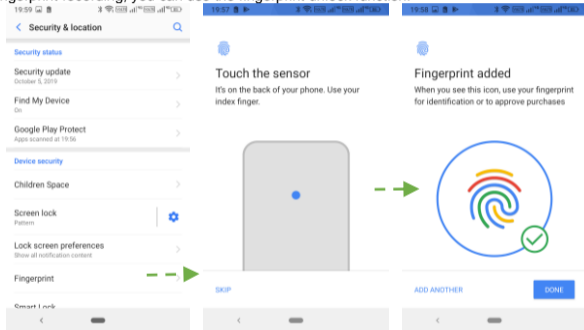 19:59
Security & location
Security status
Security update
October 5, 2019
Find My Device
On
Google Play Protect
Apps scanned at 19:56
Device security
Children Space
Screen lock
Pattern
Lock screen preferences
Show all notification content
Fingerprint
Smart Lock
19:57
Touch the sensor
It's on the back of your phone. Use your
index finger.
SKIP
19:58
Fingerprint added
When you see this icon, use your fingerprint
for identification or to approve purchases
ADD ANOTHER
DONE